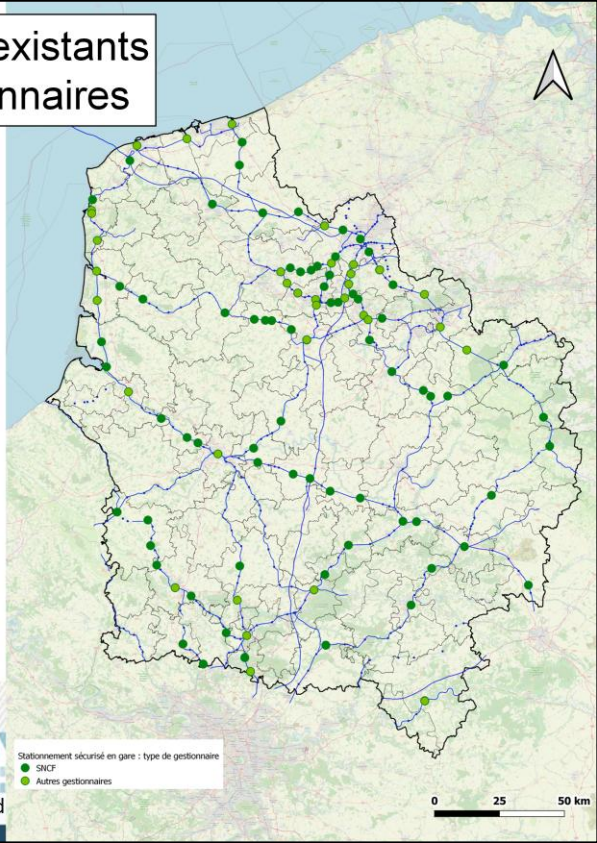 existants
nnaires
Stationnement sécurisé en gare : type de gestionnaire
SNCF
Autres gestionnaires
d
0 25 50 km